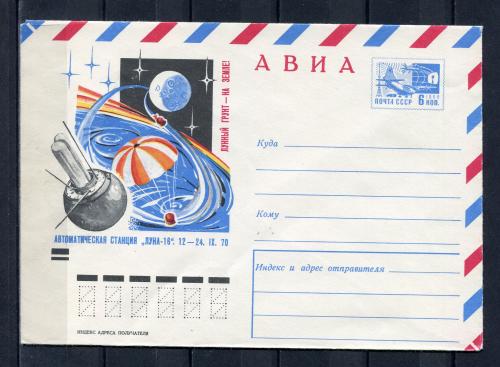 АВИА
ПОЧТА СССР 6 КОП.
ЛУННЫЙ ГРУНТ — НА ЗЕМЛЕ!
Куда
Кому
АВТОМАТИЧЕСКАЯ СТАНЦИЯ „ЛУНА-16“. 12 — 24. IX. 70
Индекс и адрес отправителя
ИНДЕКС АДРЕСА ПОЛУЧАТЕЛЯ